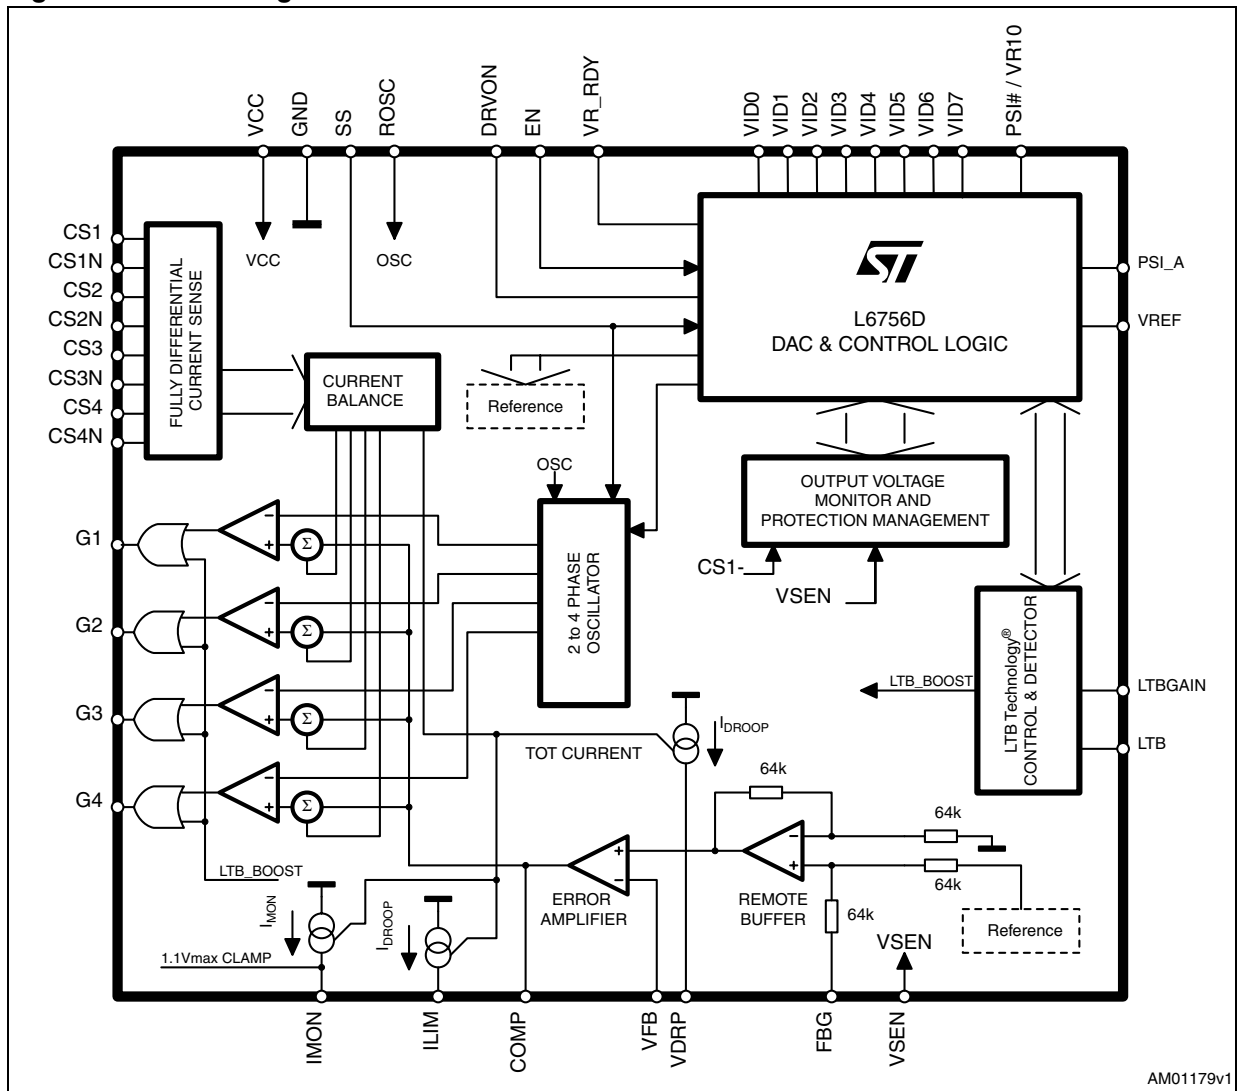 VCC
GND
SS
ROSC
DRVON
EN
VR_RDY
VID0
VID1
VID2
VID3
VID4
VID5
VID6
VID7
PSI# / VR10
CS1
CS1N
CS2
CS2N
CS3
CS3N
CS4
CS4N
FULLY DIFFERENTIAL
CURRENT SENSE
VCC
OSC
CURRENT
BALANCE
Reference
ST
L6756D
DAC & CONTROL LOGIC
PSI_A
VREF
OSC
2 to 4 PHASE
OSCILLATOR
OUTPUT VOLTAGE
MONITOR AND
PROTECTION MANAGEMENT
CS1-
VSEN
LTB Technology®
CONTROL & DETECTOR
LTB_BOOST
LTBGAIN
LTB
G1
G2
G3
G4
− + Σ
− + Σ
− + Σ
− + Σ
TOT CURRENT
IDROOP
64k
64k
64k
64k
+ −
− +
ERROR
AMPLIFIER
REMOTE
BUFFER
Reference
VSEN
LTB_BOOST
IMON
IDROOP
1.1Vmax CLAMP
IMON
ILIM
COMP
VFB
VDRP
FBG
VSEN
AM01179v1